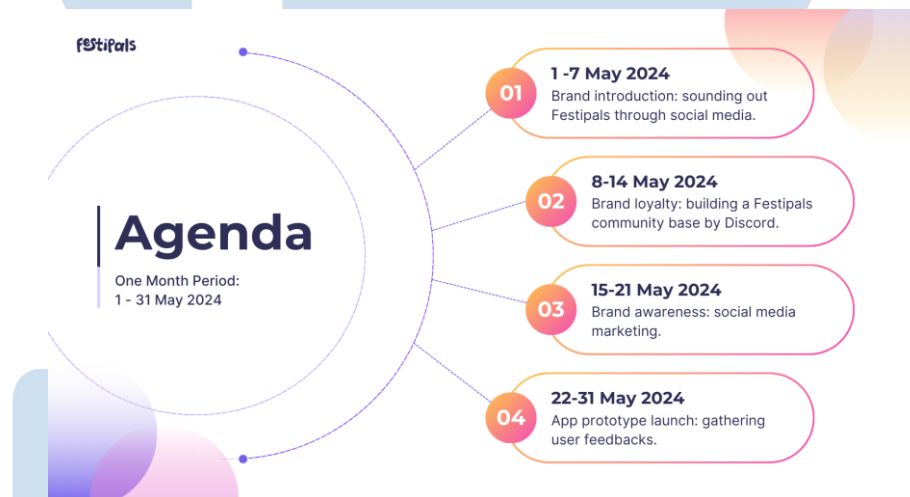 Festipals
Agenda
One Month Period:
1 - 31 May 2024
01
1 -7 May 2024
Brand introduction: sounding out
Festipals through social media.
02
8-14 May 2024
Brand loyalty: building a Festipals
community base by Discord.
03
15-21 May 2024
Brand awareness: social media
marketing.
04
22-31 May 2024
App prototype launch: gathering
user feedbacks.